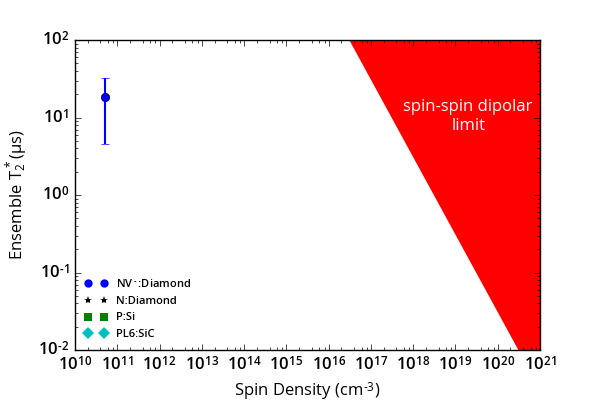 10²
10¹
10⁰
10⁻¹
10⁻²
Ensemble T₂* (μs)
spin-spin dipolar
limit
NV⁻:Diamond
N:Diamond
P:Si
PL6:SiC
10¹⁰ 10¹¹ 10¹² 10¹³ 10¹⁴ 10¹⁵ 10¹⁶ 10¹⁷ 10¹⁸ 10¹⁹ 10²⁰ 10²¹
Spin Density (cm⁻³)